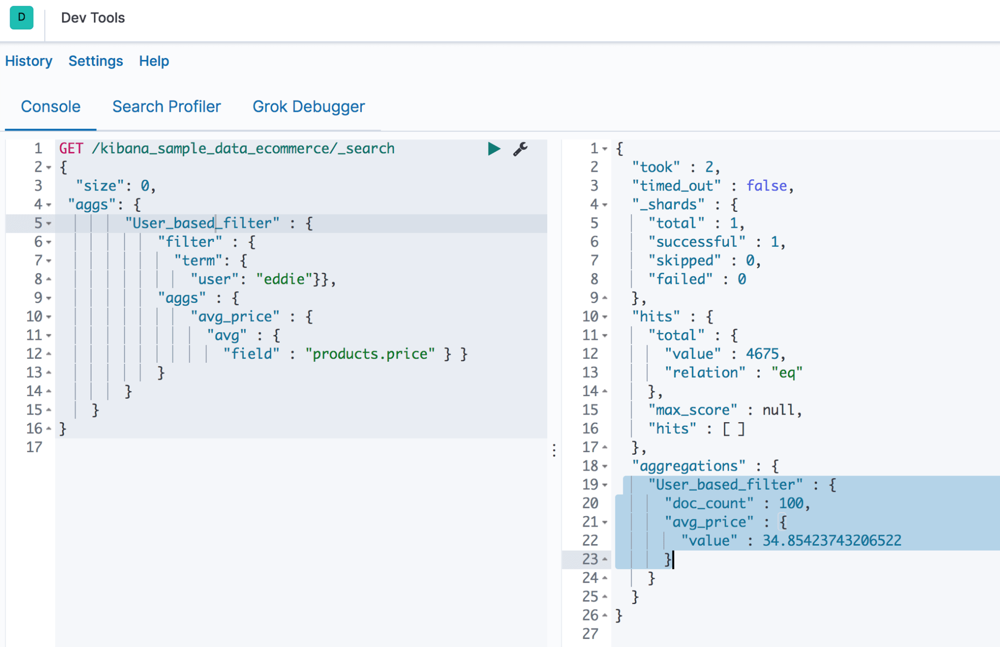 D
Dev Tools
History Settings Help
Console Search Profiler Grok Debugger
1 GET /kibana_sample_data_ecommerce/_search
2 {
3 "size": 0,
4 "aggs": {
5 "User_based_filter" : {
6 "filter" : {
7 "term": {
8 "user": "eddie"}},
9 "aggs" : {
10 "avg_price" : {
11 "avg" : {
12 "field" : "products.price" } }
13 }
14 }
15 }
16 }
17
1 {
2 "took" : 2,
3 "timed_out" : false,
4 "_shards" : {
5 "total" : 1,
6 "successful" : 1,
7 "skipped" : 0,
8 "failed" : 0
9 },
10 "hits" : {
11 "total" : {
12 "value" : 4675,
13 "relation" : "eq"
14 },
15 "max_score" : null,
16 "hits" : [ ]
17 },
18 "aggregations" : {
19 "User_based_filter" : {
20 "doc_count" : 100,
21 "avg_price" : {
22 "value" : 34.85423743206522
23 }
24 }
25 }
26 }
27